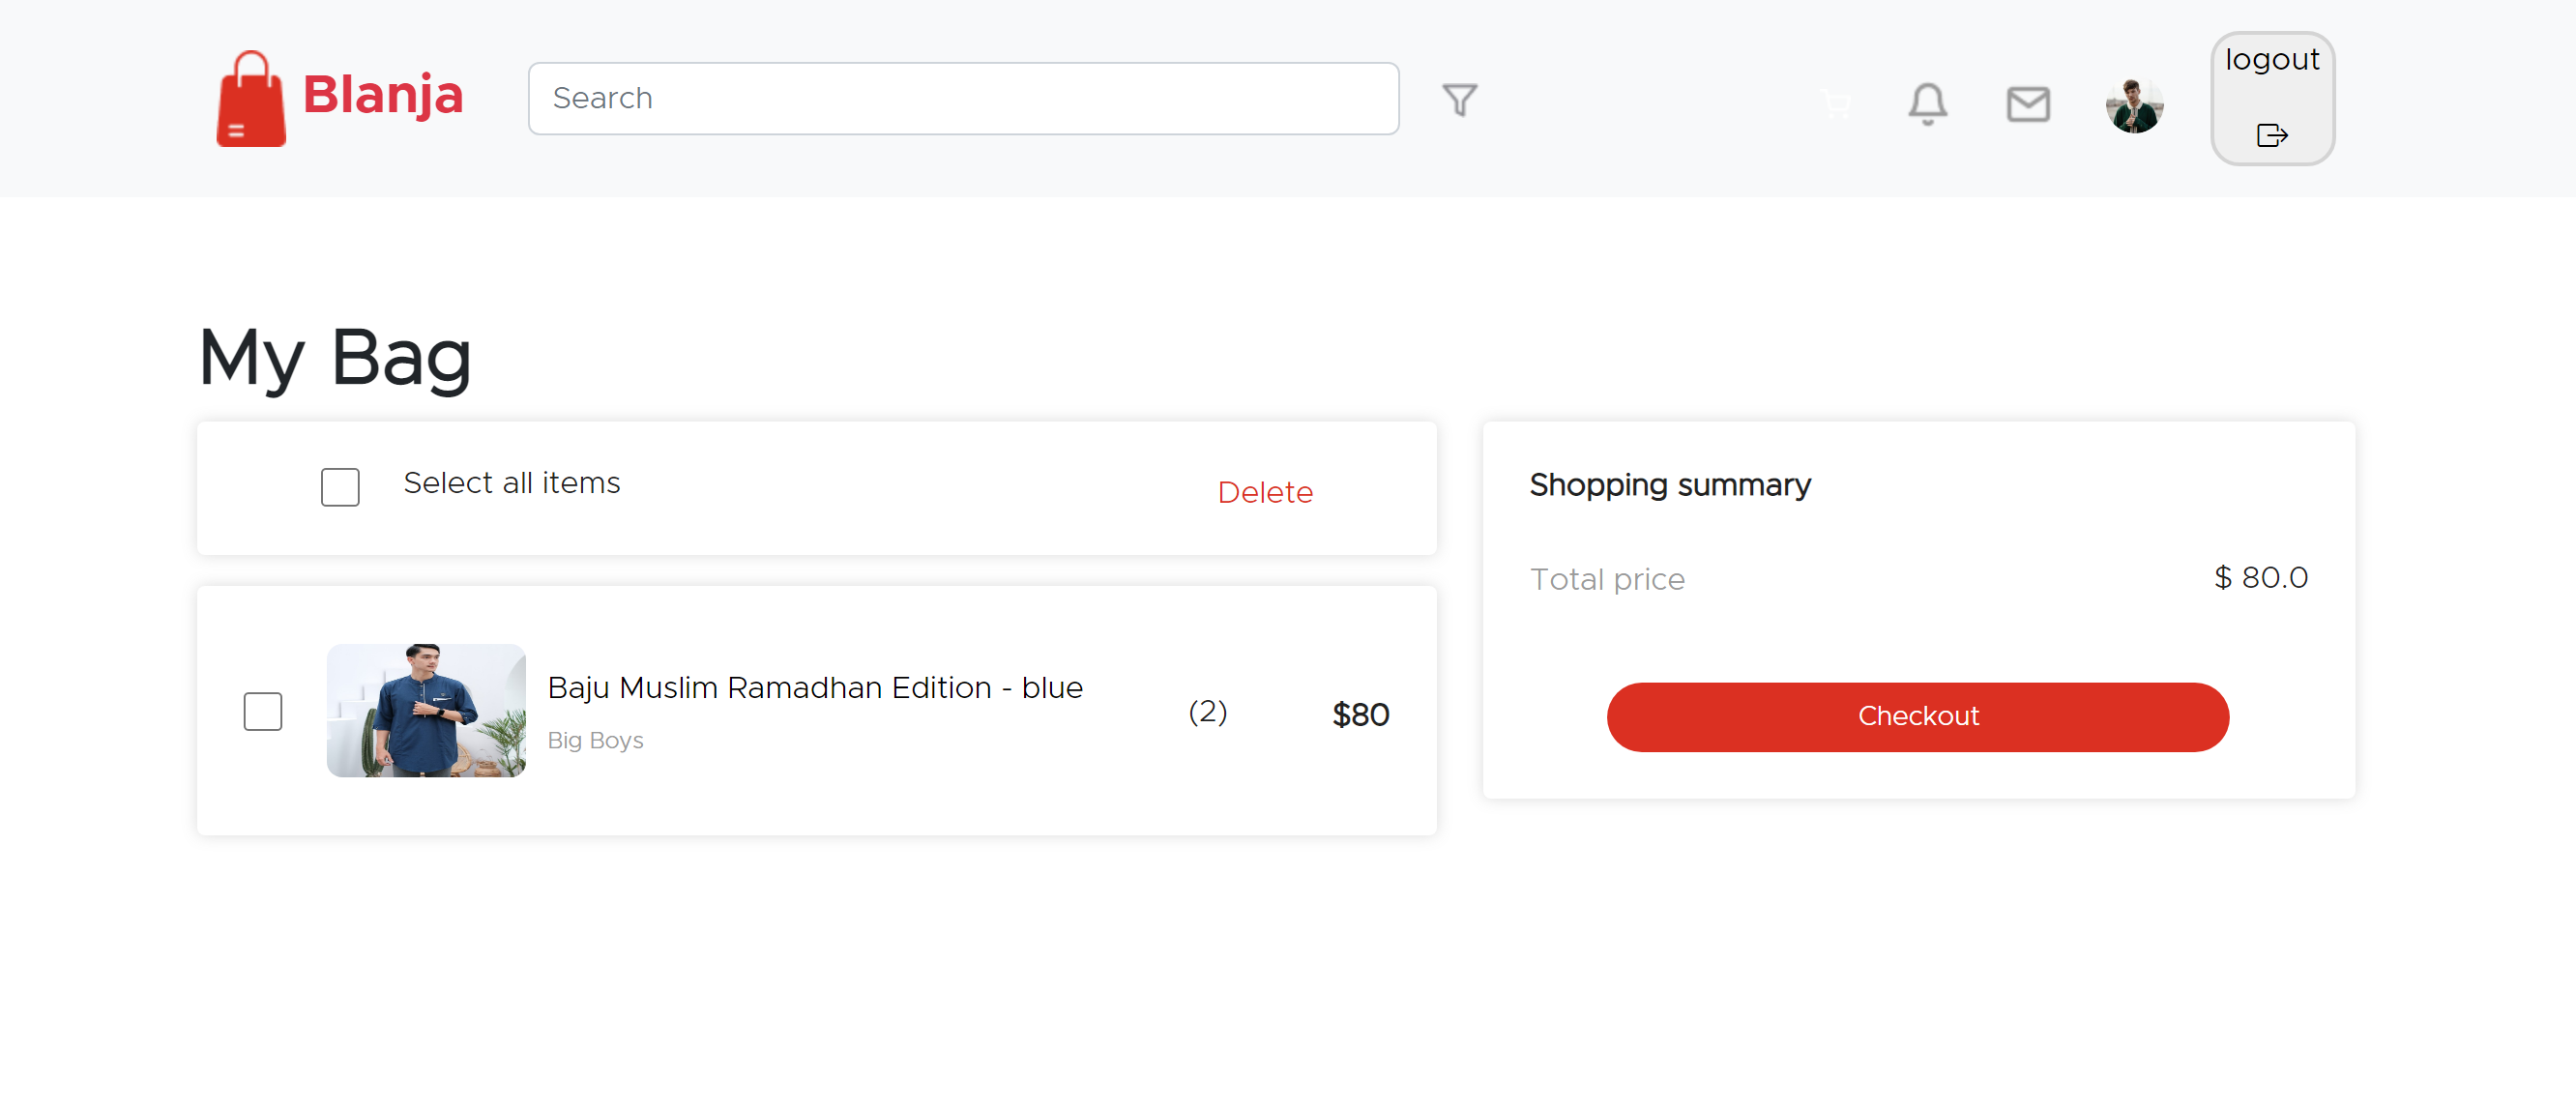 Blanja
Search
logout
My Bag
Select all items
Delete
Baju Muslim Ramadhan Edition - blue
Big Boys
(2)
$80
Shopping summary
Total price
$ 80.0
Checkout